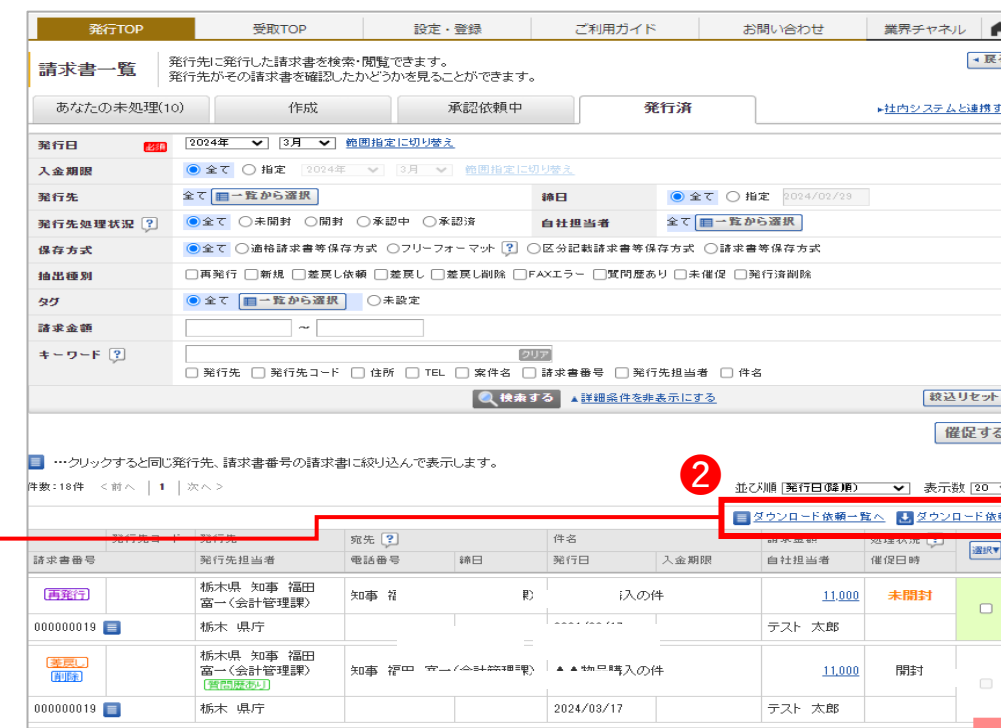 発行TOP 受取TOP 設定・登録 ご利用ガイド お問い合わせ 業界チャネル
請求書一覧
発行先に発行した請求書を検索・閲覧できます。
発行先がその請求書を確認したかどうかを見ることができます。
戻
あなたの未処理(10) 作成 承認依頼中 発行済 ▸社内システムと連携す
発行日 必須 2024年 3月 範囲指定に切り替え
入金期限 全て 指定 2024年 3月 範囲指定に切り替え
発行先 全て 一覧から選択 締日 全て 指定 2024/02/29
発行先処理状況 ? 全て 未開封 開封 承認中 承認済 自社担当者 全て 一覧から選択
保存方式 全て 適格請求書等保存方式 フリーフォーマット ? 区分記載請求書等保存方式 請求書等保存方式
抽出種別 再発行 新規 差戻し依頼 差戻し 差戻し削除 FAXエラー 質問歴あり 未催促 発行済削除
タグ 全て 一覧から選択 未設定
請求金額 ～
キーワード ? クリア
発行先 発行先コード 住所 TEL 案件名 請求書番号 発行先担当者 件名
検索する ▲詳細条件を非表示にする 絞込リセット
催促する
…クリックすると同じ発行先、請求書番号の請求書に絞り込んで表示します。
件数:18件 <前へ | 1 | 次へ>
2
並び順 発行日(降順) 表示数 20
ダウンロード依頼一覧へ ダウンロード依
発行先コード 発行先 宛先 ? 件名 請求金額 処理状況 ?
請求書番号 発行先担当者 電話番号 締日 発行日 入金期限 自社担当者 催促日時 選択▼
再発行 栃木県 知事 福田
富一(会計管理課) 知事 入の件 11,000 未開封
000000019 栃木 県庁 テスト 太郎
差戻し
削除
栃木県 知事 福田
富一(会計管理課)
質問歴あり
知事 福田 富一(会計管理課) ▲▲物品購入の件 11,000 開封
000000019 栃木 県庁 2024/03/17 テスト 太郎